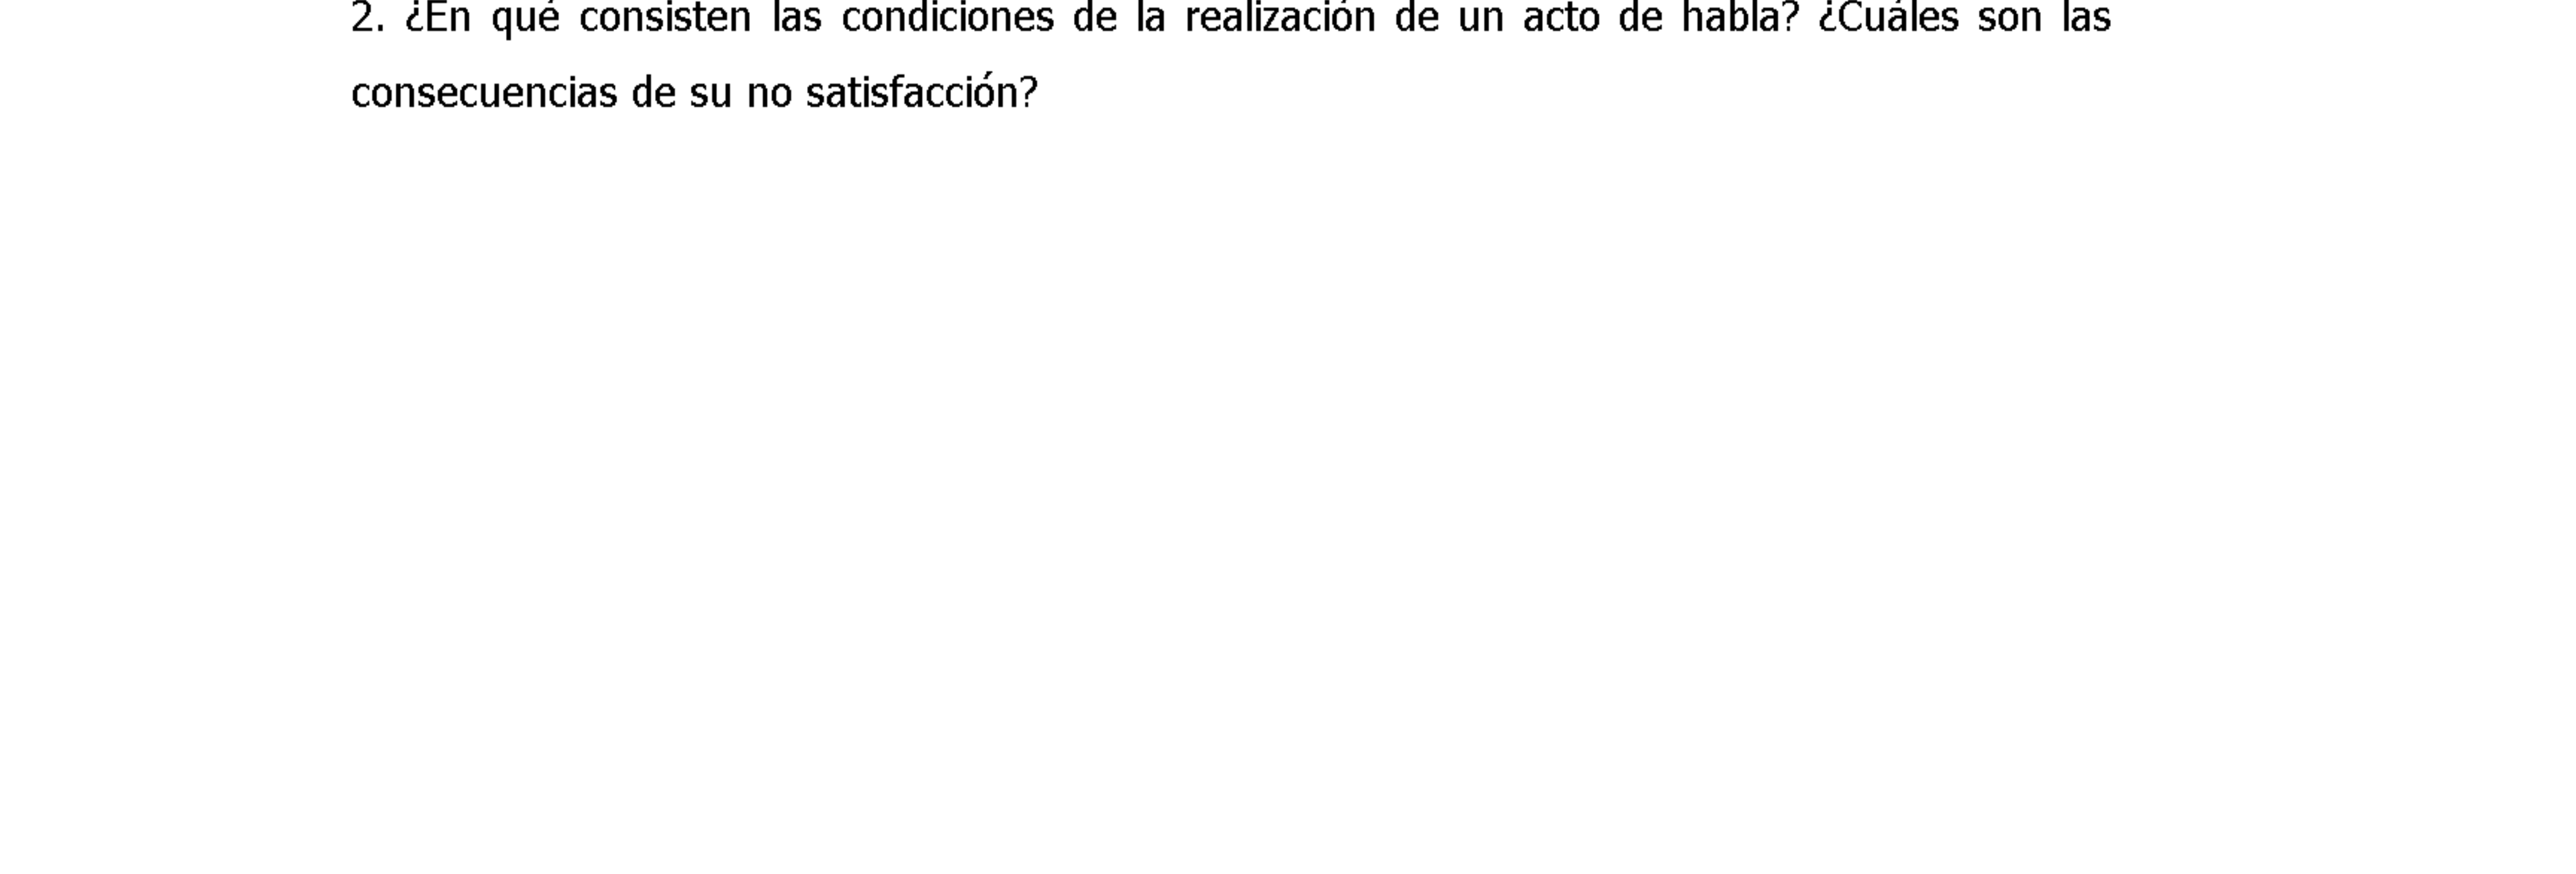 2. ¿En qué consisten las condiciones de la realización de un acto de habla? ¿Cuáles son las
consecuencias de su no satisfacción?